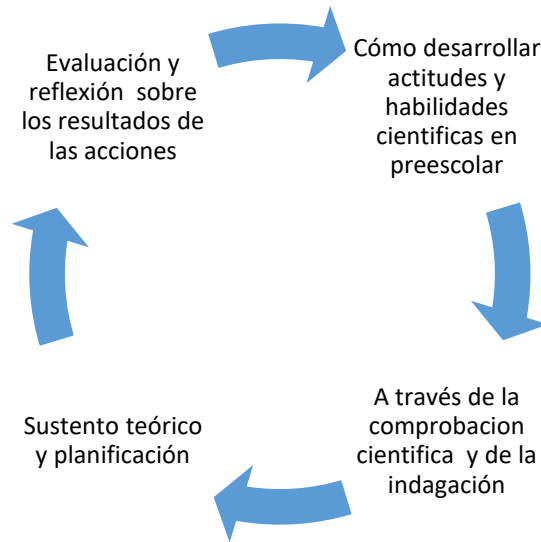 Evaluación y
reflexión sobre
los resultados de
las acciones
Cómo desarrollar
actitudes y
habilidades
cientificas en
preescolar
A través de la
comprobacion
cientifica y de la
indagación
Sustento teórico
y planificación